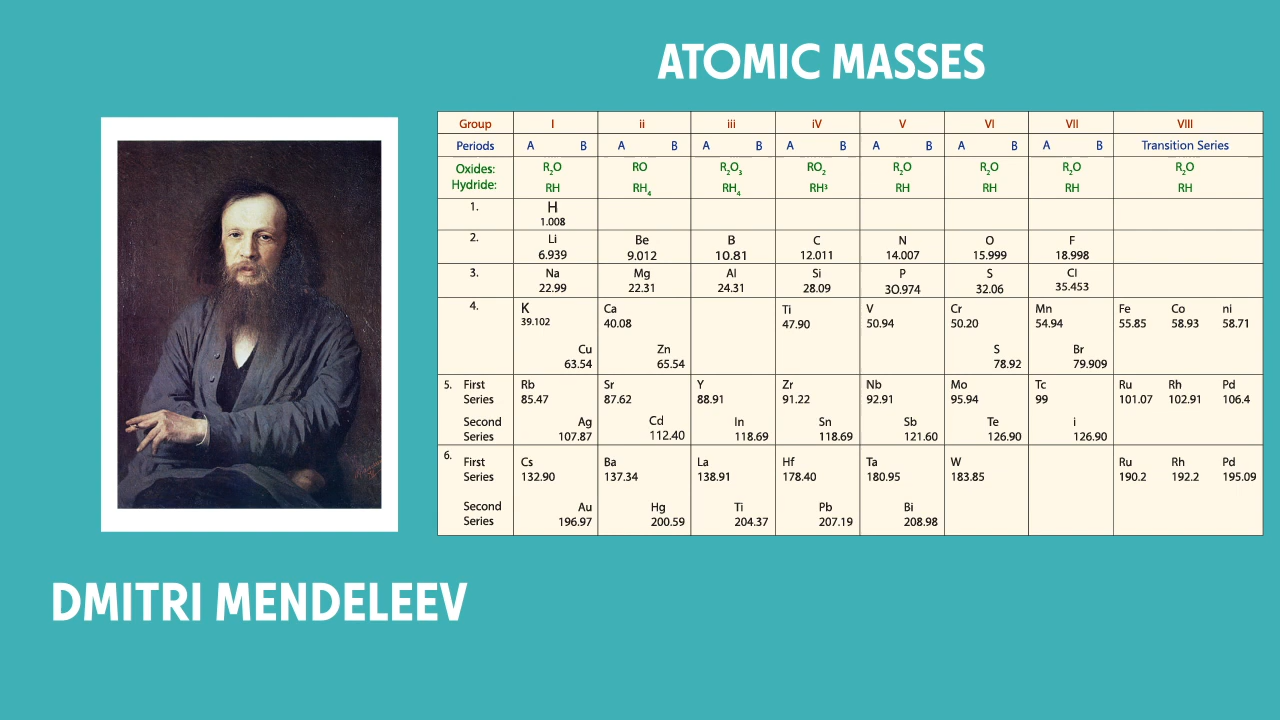 ATOMIC MASSES
Group I ii iii iV V VI VII VIII
Periods A B A B A B A B A B A B A B Transition Series
Oxides: R₂O RO R₂O₃ RO₂ R₂O R₂O R₂O R₂O
Hydride: RH RH₄ RH₄ RH³ RH RH RH RH
1. H
1.008
2. Li Be B C N O F
6.939 9.012 10.81 12.011 14.007 15.999 18.998
3. Na Mg Al Si P S Cl
22.99 22.31 24.31 28.09 30.974 32.06 35.453
4. K Ca Ti V Cr Mn Fe Co ni
39.102 40.08 47.90 50.94 50.20 54.94 55.85 58.93 58.71
Cu Zn S Br
63.54 65.54 78.92 79.909
5. First Rb Sr Y Zr Nb Mo Tc Ru Rh Pd
Series 85.47 87.62 88.91 91.22 92.91 95.94 99 101.07 102.91 106.4
Second Ag Cd In Sn Sb Te i
Series 107.87 112.40 118.69 118.69 121.60 126.90 126.90
6. First Cs Ba La Hf Ta W Ru Rh Pd
Series 132.90 137.34 138.91 178.40 180.95 183.85 190.2 192.2 195.09
Second Au Hg Ti Pb Bi
Series 196.97 200.59 204.37 207.19 208.98
DMITRI MENDELEEV